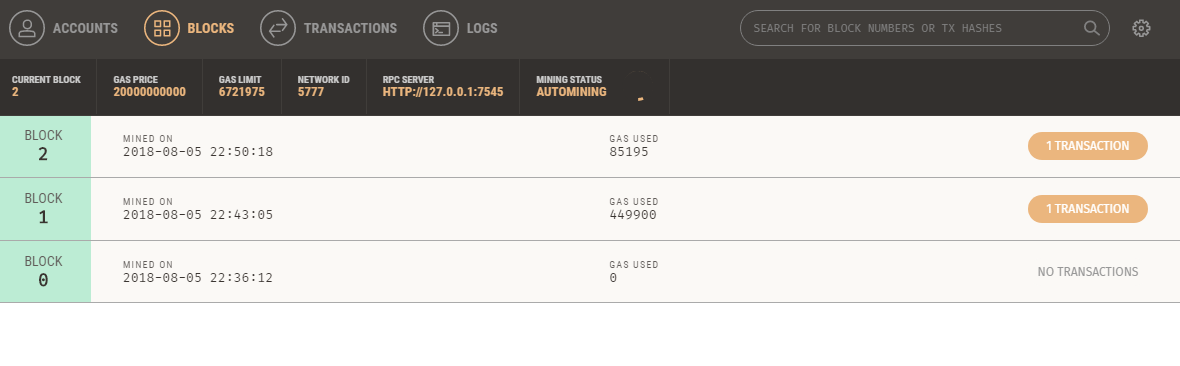 ACCOUNTS BLOCKS TRANSACTIONS LOGS SEARCH FOR BLOCK NUMBERS OR TX HASHES
CURRENT BLOCK GAS PRICE GAS LIMIT NETWORK ID RPC SERVER MINING STATUS
2 20000000000 6721975 5777 HTTP://127.0.0.1:7545 AUTOMINING
BLOCK MINED ON GAS USED
2 2018-08-05 22:50:18 85195 1 TRANSACTION
BLOCK MINED ON GAS USED
1 2018-08-05 22:43:05 449900 1 TRANSACTION
BLOCK MINED ON GAS USED
0 2018-08-05 22:36:12 0 NO TRANSACTIONS